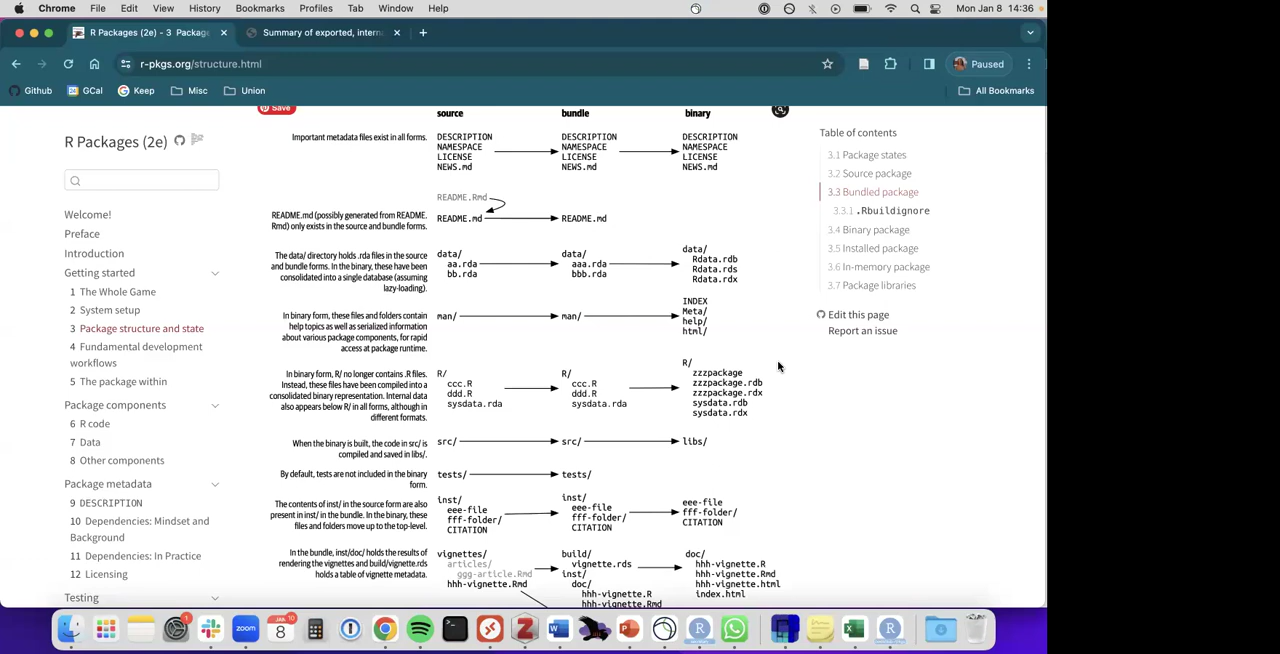 Chrome File Edit View History Bookmarks Profiles Tab Window Help Mon Jan 8 14:36
R Packages (2e) - 3 Package
Summary of exported, intern
r-pkgs.org/structure.html
Paused
Github
GCal
Keep
Misc
Union
All Bookmarks
R Packages (2e)
Welcome!
Preface
Introduction
Getting started
1 The Whole Game
2 System setup
3 Package structure and state
4 Fundamental development
workflows
5 The package within
Package components
6 R code
7 Data
8 Other components
Package metadata
9 DESCRIPTION
10 Dependencies: Mindset and
Background
11 Dependencies: In Practice
12 Licensing
Testing
Save
source bundle binary
Important metadata files exist in all forms.
DESCRIPTION DESCRIPTION DESCRIPTION
NAMESPACE NAMESPACE NAMESPACE
LICENSE LICENSE LICENSE
NEWS.md NEWS.md NEWS.md
README.Rmd
README.md (possibly generated from README.
Rmd) only exists in the source and bundle forms.
README.md README.md
The data/ directory holds .rda files in the source
and bundle forms. In the binary, these have been
consolidated into a single database (assuming
lazy-loading).
data/ data/ data/
aa.rda aaa.rda Rdata.rdb
bb.rda bbb.rda Rdata.rds
Rdata.rdx
In binary form, these files and folders contain
help topics as well as serialized information
about various package components, for rapid
access at package runtime.
man/ man/ INDEX
Meta/
help/
html/
In binary form, R/ no longer contains .R files.
Instead, these files have been compiled into a
consolidated binary representation. Internal data
also appears below R/ in all forms, although in
different formats.
R/ R/ R/
ccc.R ccc.R zzzpackage
ddd.R ddd.R zzzpackage.rdb
sysdata.rda sysdata.rda zzzpackage.rdx
sysdata.rdb
sysdata.rdx
When the binary is built, the code in src/ is
compiled and saved in libs/.
src/ src/ libs/
By default, tests are not included in the binary
form.
tests/ tests/
The contents of inst/ in the source form are also
present in inst/ in the bundle. In the binary, these
files and folders move up to the top-level.
inst/ inst/ eee-file
eee-file eee-file fff-folder/
fff-folder/ fff-folder/ CITATION
CITATION CITATION
In the bundle, inst/doc/ holds the results of
rendering the vignettes and build/vignette.rds
holds a table of vignette metadata.
vignettes/ build/ doc/
articles/ vignette.rds hhh-vignette.R
ggg-article.Rmd inst/ hhh-vignette.Rmd
hhh-vignette.Rmd doc/ hhh-vignette.html
hhh-vignette.R index.html
hhh-vignette.Rmd
Table of contents
3.1 Package states
3.2 Source package
3.3 Bundled package
3.3.1 .Rbuildignore
3.4 Binary package
3.5 Installed package
3.6 In-memory package
3.7 Package libraries
Edit this page
Report an issue
1
JAN
8
10
zoom
Z
W
P
R
X
R